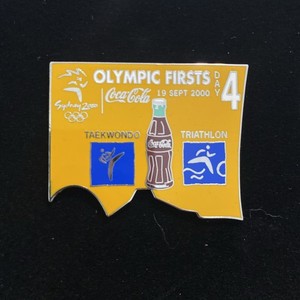 OLYMPIC FIRSTS
DAY 4
Sydney 2000
Coca-Cola
19 SEPT 2000
TAEKWONDO
TRIATHLON
Coca-Cola